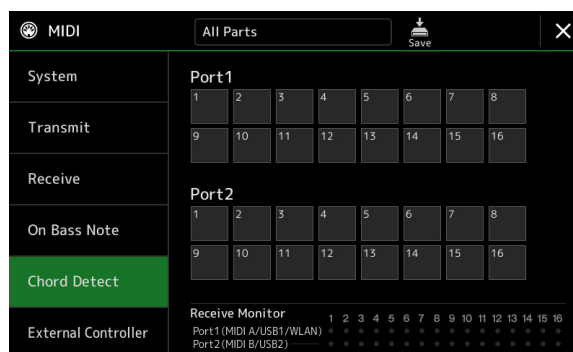 MIDI
All Parts
Save
System
Transmit
Receive
On Bass Note
Chord Detect
External Controller
Port1
1 2 3 4 5 6 7 8
9 10 11 12 13 14 15 16
Port2
1 2 3 4 5 6 7 8
9 10 11 12 13 14 15 16
Receive Monitor 1 2 3 4 5 6 7 8 9 10 11 12 13 14 15 16
Port1(MIDI A/USB1/WLAN)
Port2(MIDI B/USB2)